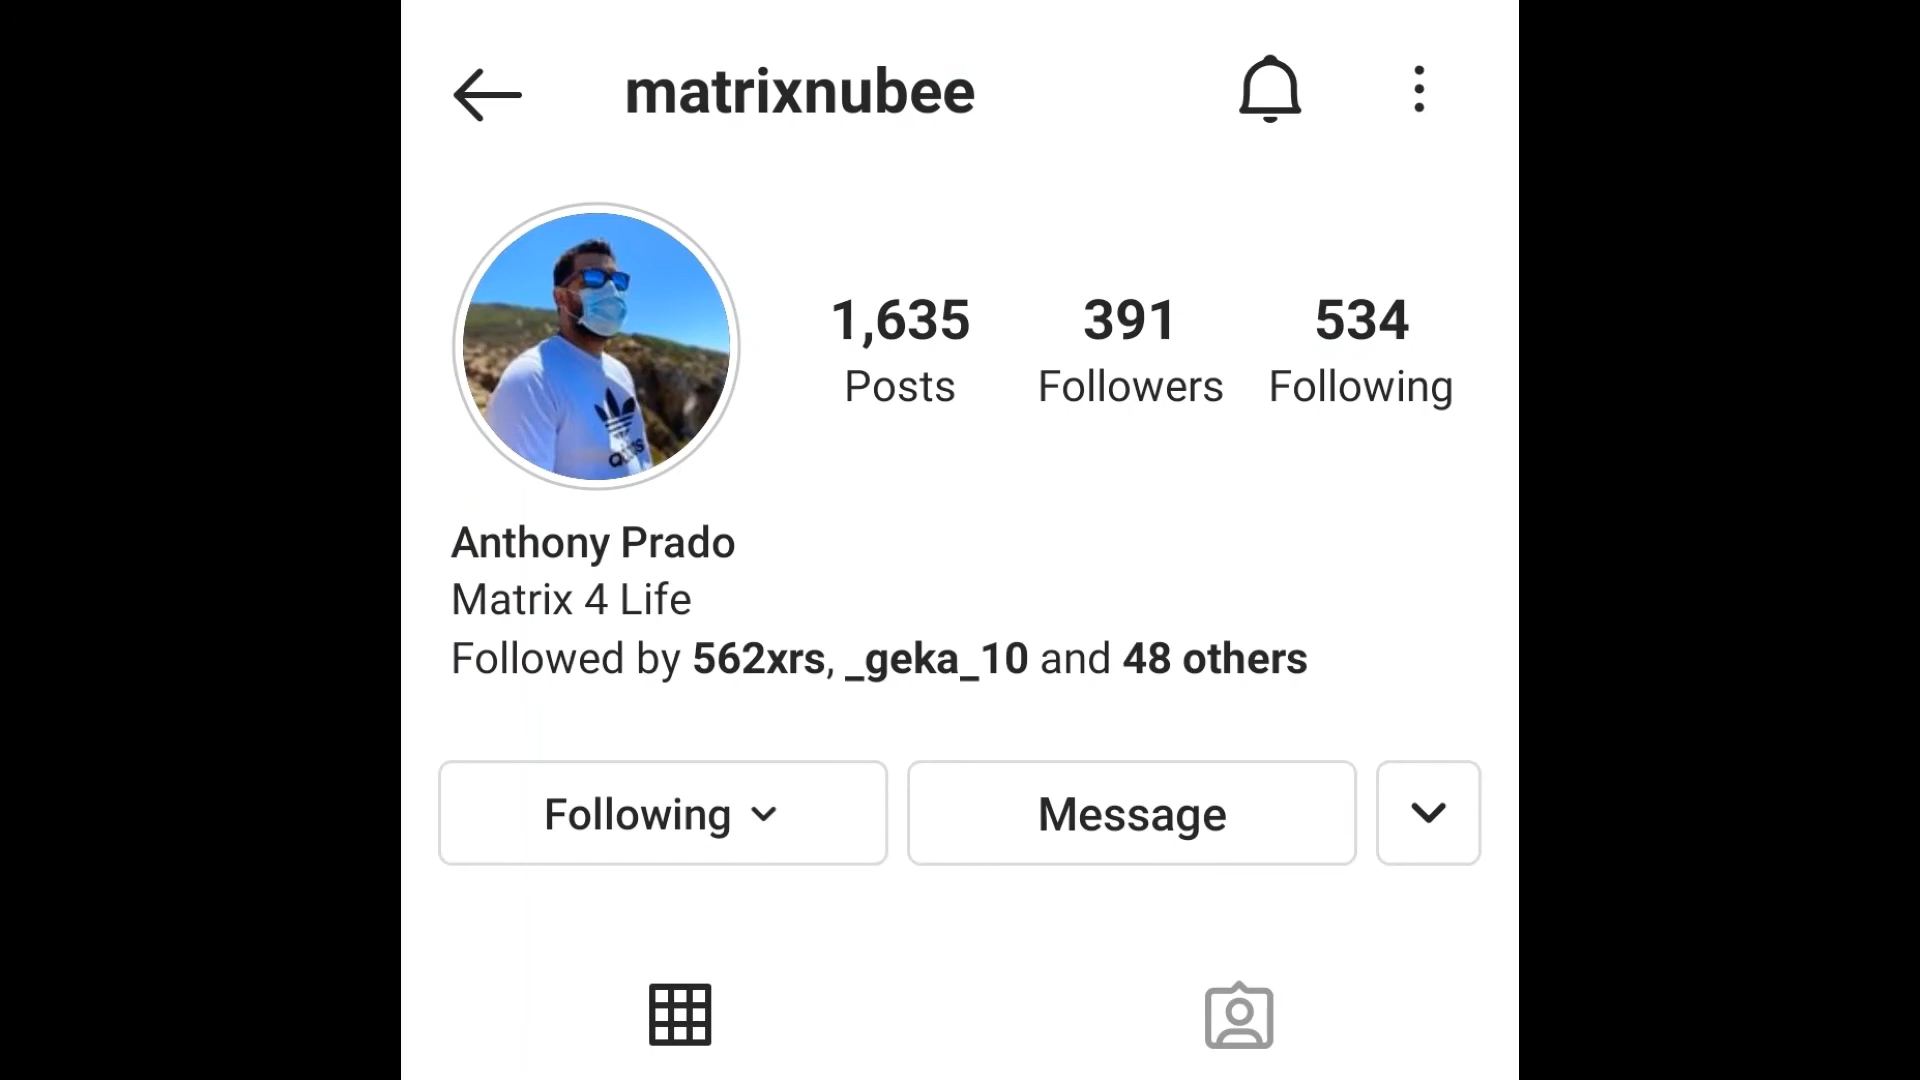 matrixnubee
1,635 391 534
Posts Followers Following
adidas
Anthony Prado
Matrix 4 Life
Followed by 562xrs, _geka_10 and 48 others
Following Message